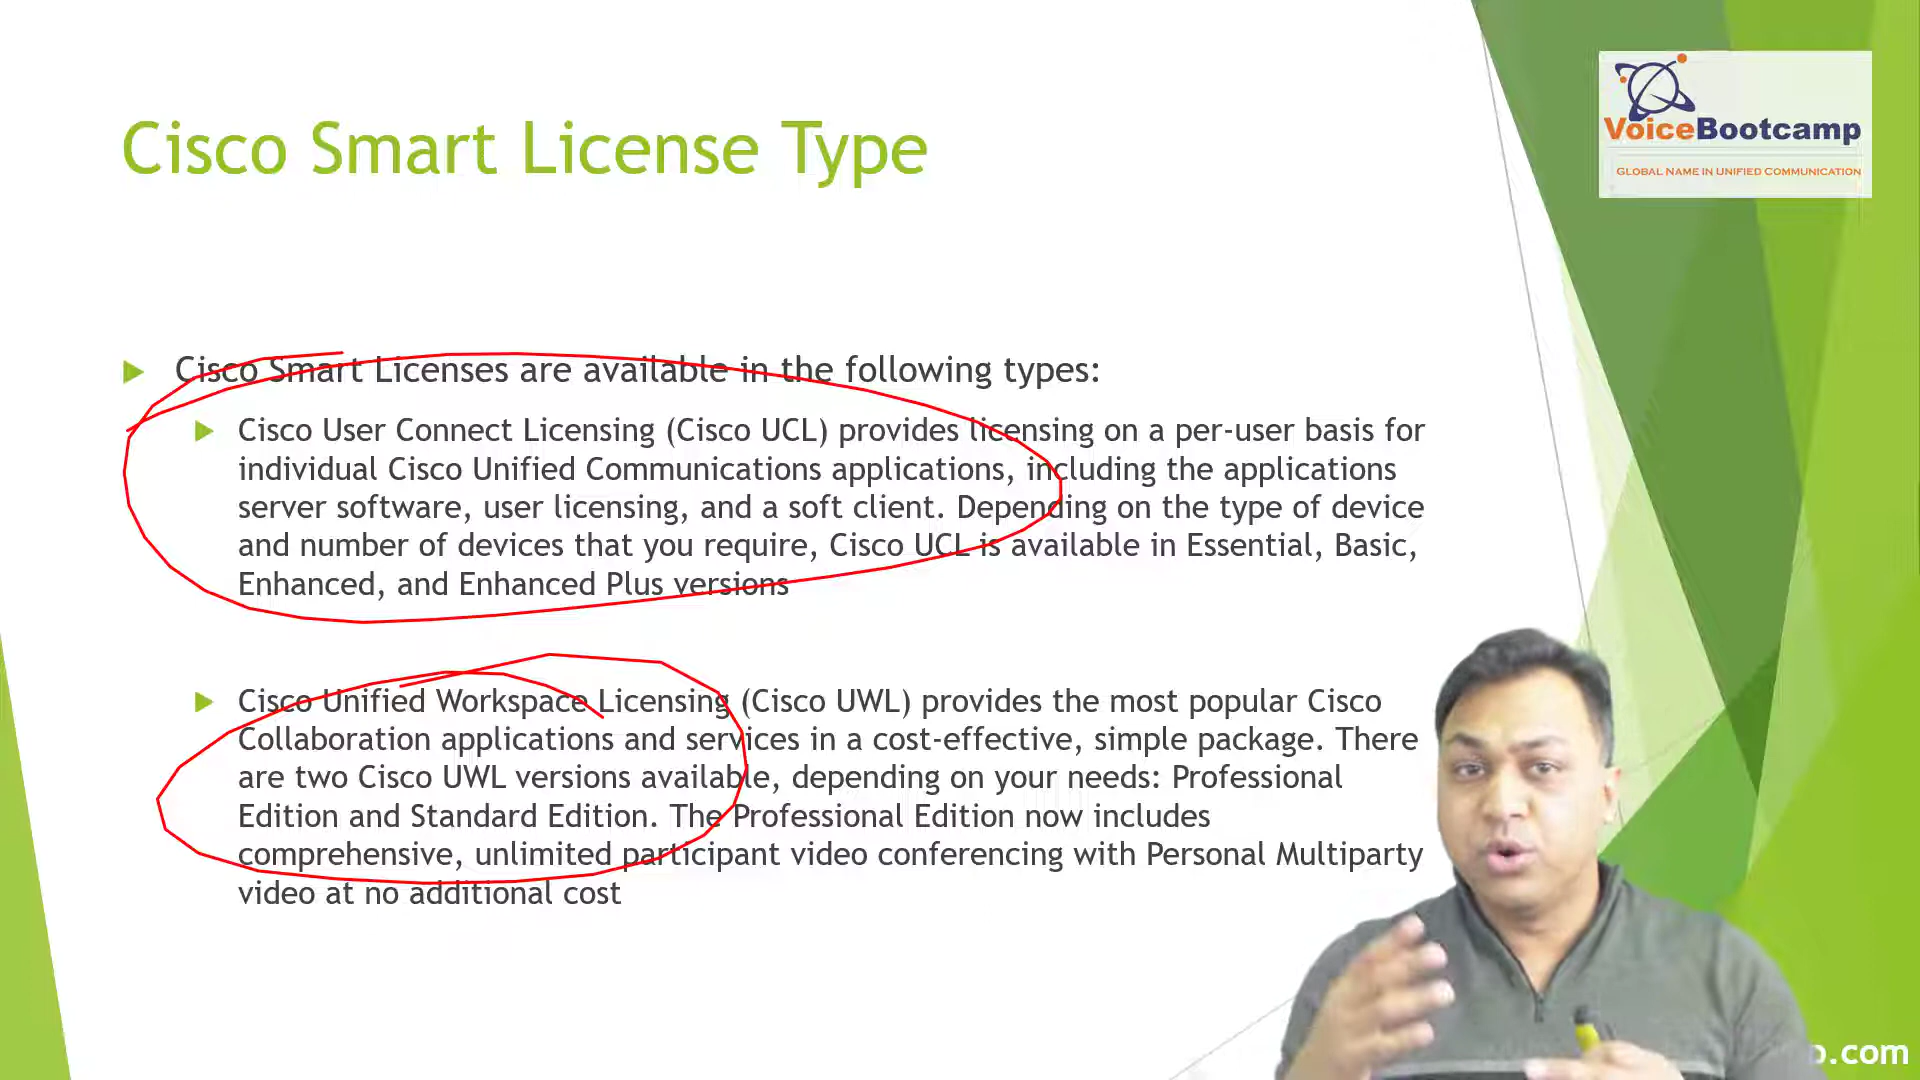 VoiceBootcamp
GLOBAL NAME IN UNIFIED COMMUNICATION
Cisco Smart License Type
Cisco Smart Licenses are available in the following types:
Cisco User Connect Licensing (Cisco UCL) provides licensing on a per-user basis for
individual Cisco Unified Communications applications, including the applications
server software, user licensing, and a soft client. Depending on the type of device
and number of devices that you require, Cisco UCL is available in Essential, Basic,
Enhanced, and Enhanced Plus versions
Cisco Unified Workspace Licensing (Cisco UWL) provides the most popular Cisco
Collaboration applications and services in a cost-effective, simple package. There
are two Cisco UWL versions available, depending on your needs: Professional
Edition and Standard Edition. The Professional Edition now includes
comprehensive, unlimited participant video conferencing with Personal Multiparty
video at no additional cost
.com